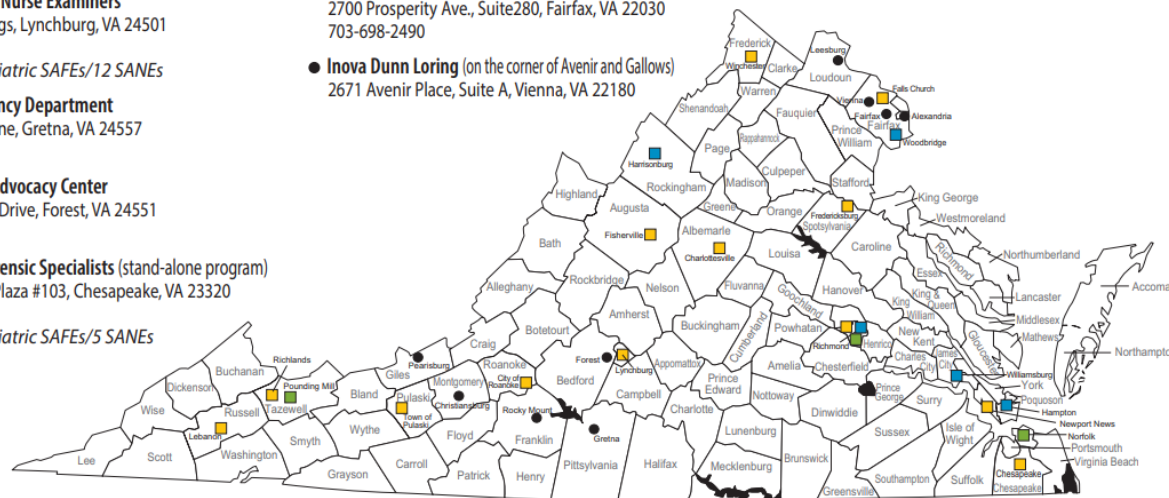 Nurse Examiners
gs, Lynchburg, VA 24501
iatric SAFEs/12 SANEs
ncy Department
ne, Gretna, VA 24557
dvocacy Center
Drive, Forest, VA 24551
ensic Specialists (stand-alone program)
Plaza #103, Chesapeake, VA 23320
iatric SAFEs/5 SANEs
2700 Prosperity Ave., Suite280, Fairfax, VA 22030
703-698-2490
● Inova Dunn Loring (on the corner of Avenir and Gallows)
2671 Avenir Place, Suite A, Vienna, VA 22180
Frederick
Winchester
Clarke
Leesburg
Loudoun
Warren
Falls Church
Vienna
Fairfax
Fairfax
Alexandria
Woodbridge
Shenandoah
Fauquier
Prince
William
Rappahannock
Page
Harrisonburg
Rockingham
Madison
Culpeper
Stafford
Highland
Augusta
Greene
Orange
Fredericksburg
Spotsylvania
King George
Westmoreland
Fisherville
Albemarle
Charlottesville
Louisa
Caroline
Richmond
Northumberland
Bath
Essex
Rockbridge
Nelson
Fluvanna
Goochland
Hanover
King
William
King &
Queen
Lancaster
Middlesex
Mathews
Accoma
Alleghany
Amherst
Buckingham
Cumberland
Powhatan
Richmond
Henrico
New
Kent
Gloucester
Northampto
Botetourt
Craig
Forest
Lynchburg
Appomattox
Amelia
Chesterfield
Charles
City
James
City
Williamsburg
York
Poquoson
Hampton
Newport News
Norfolk
Portsmouth
Virginia Beach
Chesapeake
Chesapeake
Richlands
Buchanan
Pounding Mill
Tazewell
Dickenson
Pearisburg
Giles
Roanoke
City of
Roanoke
Montgomery
Christiansburg
Bland
Pulaski
Town of
Pulaski
Bedford
Campbell
Prince
Edward
Nottoway
Prince
George
Surry
Wise
Russell
Lebanon
Rocky Mount
Franklin
Gretna
Charlotte
Dinwiddie
Lunenburg
Sussex
Isle of
Wight
Lee
Scott
Washington
Smyth
Wythe
Floyd
Carroll
Grayson
Patrick
Henry
Pittsylvania
Halifax
Mecklenburg
Brunswick
Greensville
Southampton
Suffolk